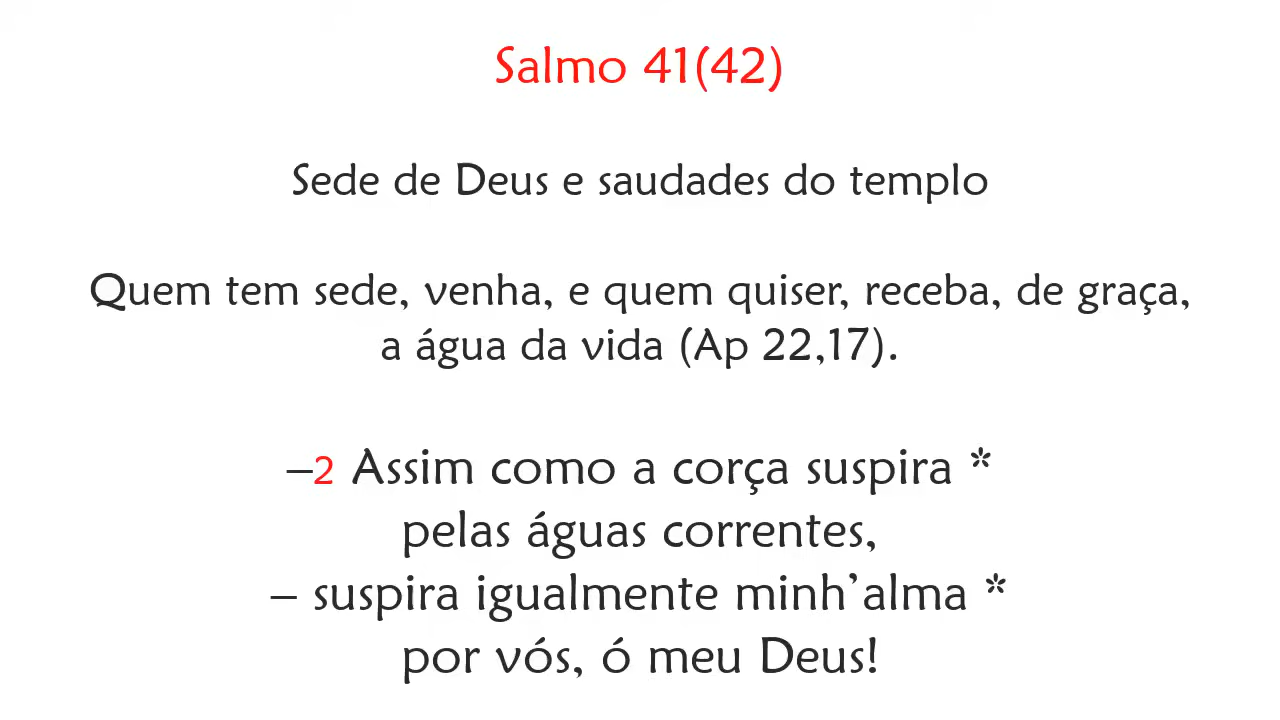 Salmo 41(42)
Sede de Deus e saudades do templo
Quem tem sede, venha, e quem quiser, receba, de graça,
a água da vida (Ap 22,17).
–2 Assim como a corça suspira *
pelas águas correntes,
– suspira igualmente minh’alma *
por vós, ó meu Deus!